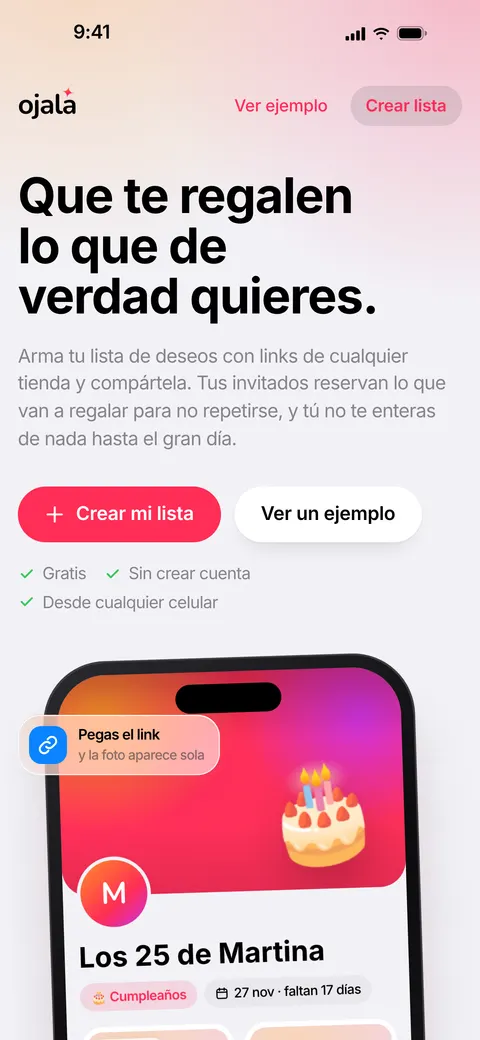 9:41
ojalá
Ver ejemplo
Crear lista
Que te regalen
lo que de
verdad quieres.
Arma tu lista de deseos con links de cualquier
tienda y compártela. Tus invitados reservan lo que
van a regalar para no repetirse, y tú no te enteras
de nada hasta el gran día.
Crear mi lista
Ver un ejemplo
Gratis
Sin crear cuenta
Desde cualquier celular
Pegas el link
y la foto aparece sola
M
Los 25 de Martina
Cumpleaños
27 nov · faltan 17 días